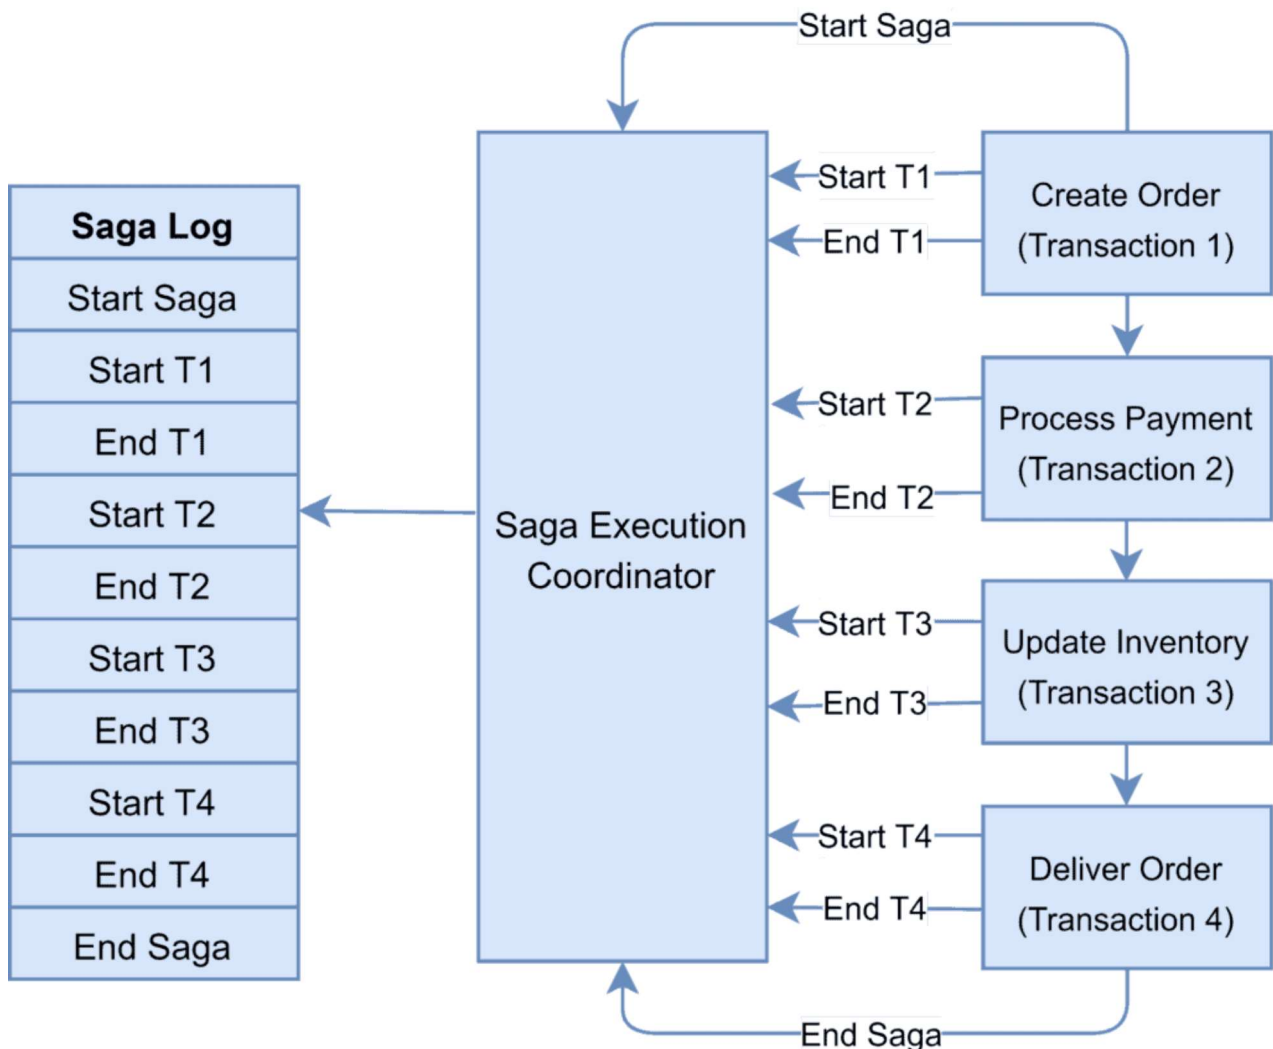 Saga Log
Start Saga
Start T1
End T1
Start T2
End T2
Start T3
End T3
Start T4
End T4
End Saga
Saga Execution
Coordinator
Start Saga
Start T1
End T1
Start T2
End T2
Start T3
End T3
Start T4
End T4
End Saga
Create Order
(Transaction 1)
Process Payment
(Transaction 2)
Update Inventory
(Transaction 3)
Deliver Order
(Transaction 4)